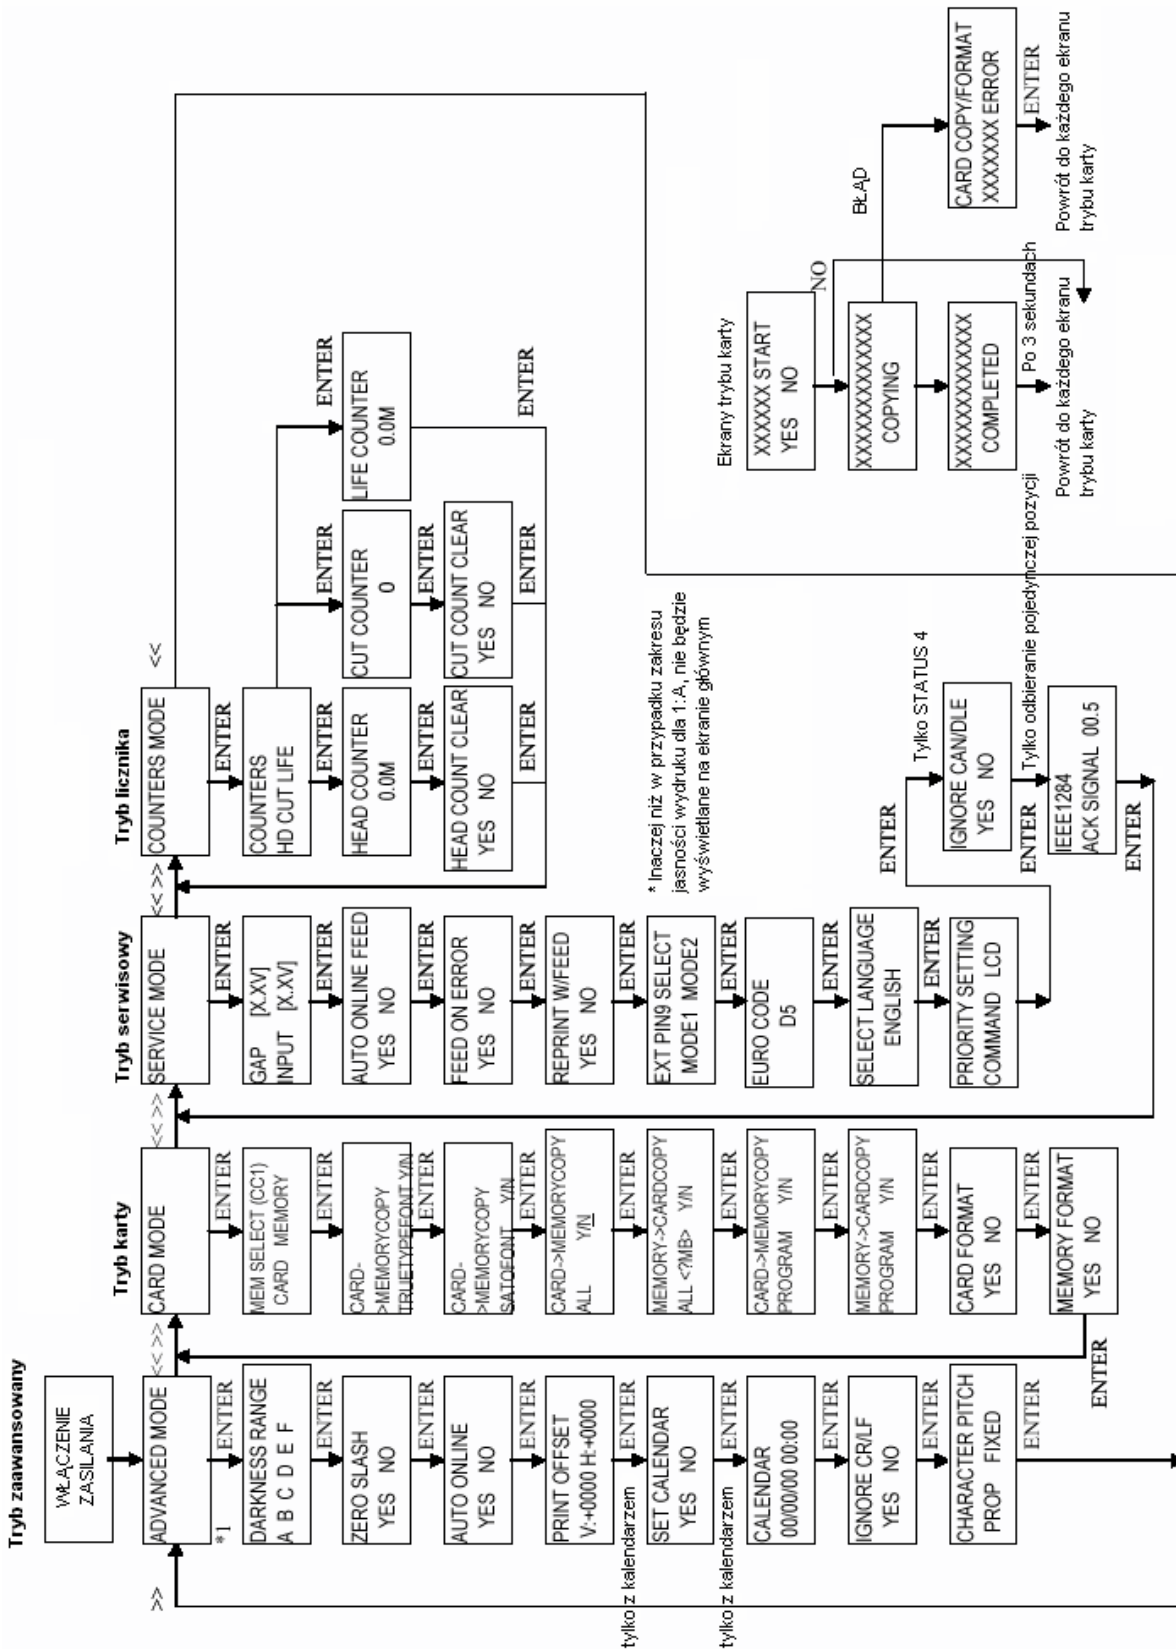 Tryb zaawansowany
WŁĄCZENIE
ZASILANIA
>>
ADVANCED MODE
<< >>
*1
ENTER
DARKNESS RANGE
A B C D E F
ENTER
ZERO SLASH
YES NO
ENTER
AUTO ONLINE
YES NO
ENTER
PRINT OFFSET
V:+0000 H:+0000
tylko z kalendarzem
ENTER
SET CALENDAR
YES NO
tylko z kalendarzem
ENTER
CALENDAR
00/00/00 00:00
ENTER
IGNORE CR/LF
YES NO
ENTER
CHARACTER PITCH
PROP FIXED
ENTER
Tryb karty
CARD MODE
<< >>
ENTER
MEM SELECT (CC1)
CARD MEMORY
ENTER
CARD-
>MEMORYCOPY
TRUETYPEFONT Y/N
ENTER
CARD-
>MEMORYCOPY
SATOFONT Y/N
ENTER
CARD->MEMORYCOPY
ALL Y/N
ENTER
MEMORY->CARDCOPY
ALL <?MB> Y/N
ENTER
CARD->MEMORYCOPY
PROGRAM Y/N
ENTER
MEMORY->CARDCOPY
PROGRAM Y/N
ENTER
CARD FORMAT
YES NO
ENTER
MEMORY FORMAT
YES NO
ENTER
Tryb serwisowy
SERVICE MODE
<< >>
ENTER
GAP [X.XV]
INPUT [X.XV]
ENTER
AUTO ONLINE FEED
YES NO
ENTER
FEED ON ERROR
YES NO
ENTER
REPRINT W/FEED
YES NO
ENTER
EXT PIN9 SELECT
MODE1 MODE2
ENTER
EURO CODE
D5
ENTER
SELECT LANGUAGE
ENGLISH
ENTER
PRIORITY SETTING
COMMAND LCD
ENTER
Tylko STATUS 4
IGNORE CAN/DLE
YES NO
ENTER
Tylko odbieranie pojedynczej pozycji
IEEE1284
ACK SIGNAL 00.5
ENTER
Tryb licznika
COUNTERS MODE
<<
ENTER
COUNTERS
HD CUT LIFE
ENTER
ENTER
ENTER
HEAD COUNTER
0.0M
CUT COUNTER
0
LIFE COUNTER
0.0M
ENTER
ENTER
HEAD COUNT CLEAR
YES NO
CUT COUNT CLEAR
YES NO
ENTER
ENTER
ENTER
* Inaczej niż w przypadku zakresu
jasności wydruku dla 1:A, nie będzie
wyświetlane na ekranie głównym
Ekrany trybu karty
XXXXXX START
YES NO
NO
XXXXXXXXXXXXX
COPYING
BŁĄD
XXXXXXXXXXXXX
COMPLETED
Po 3 sekundach
Powrót do każdego ekranu
trybu karty
CARD COPY/FORMAT
XXXXXXX ERROR
ENTER
Powrót do każdego ekranu
trybu karty